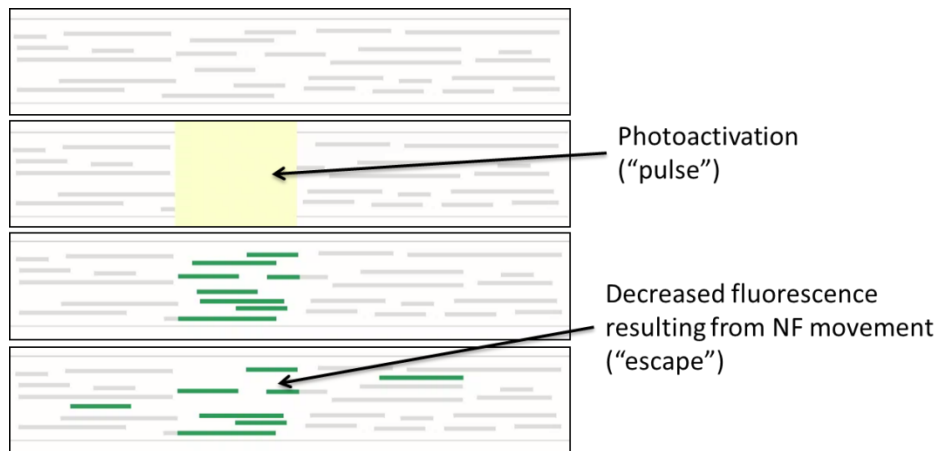 Photoactivation
(“pulse”)
Decreased fluorescence
resulting from NF movement
(“escape”)